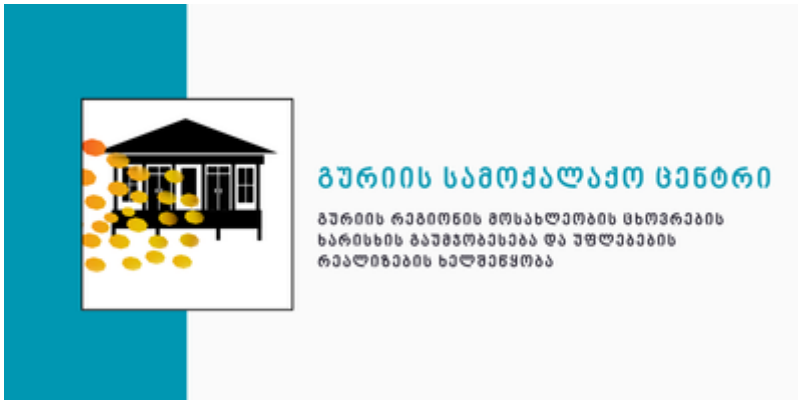 გურიის სამოქალაქო ცენტრი
გურიის რეგიონის მოსახლეობის ცხოვრების
ხარისხის გაუმჯობესება და უფლებების
რეალიზების ხელშეწყობა